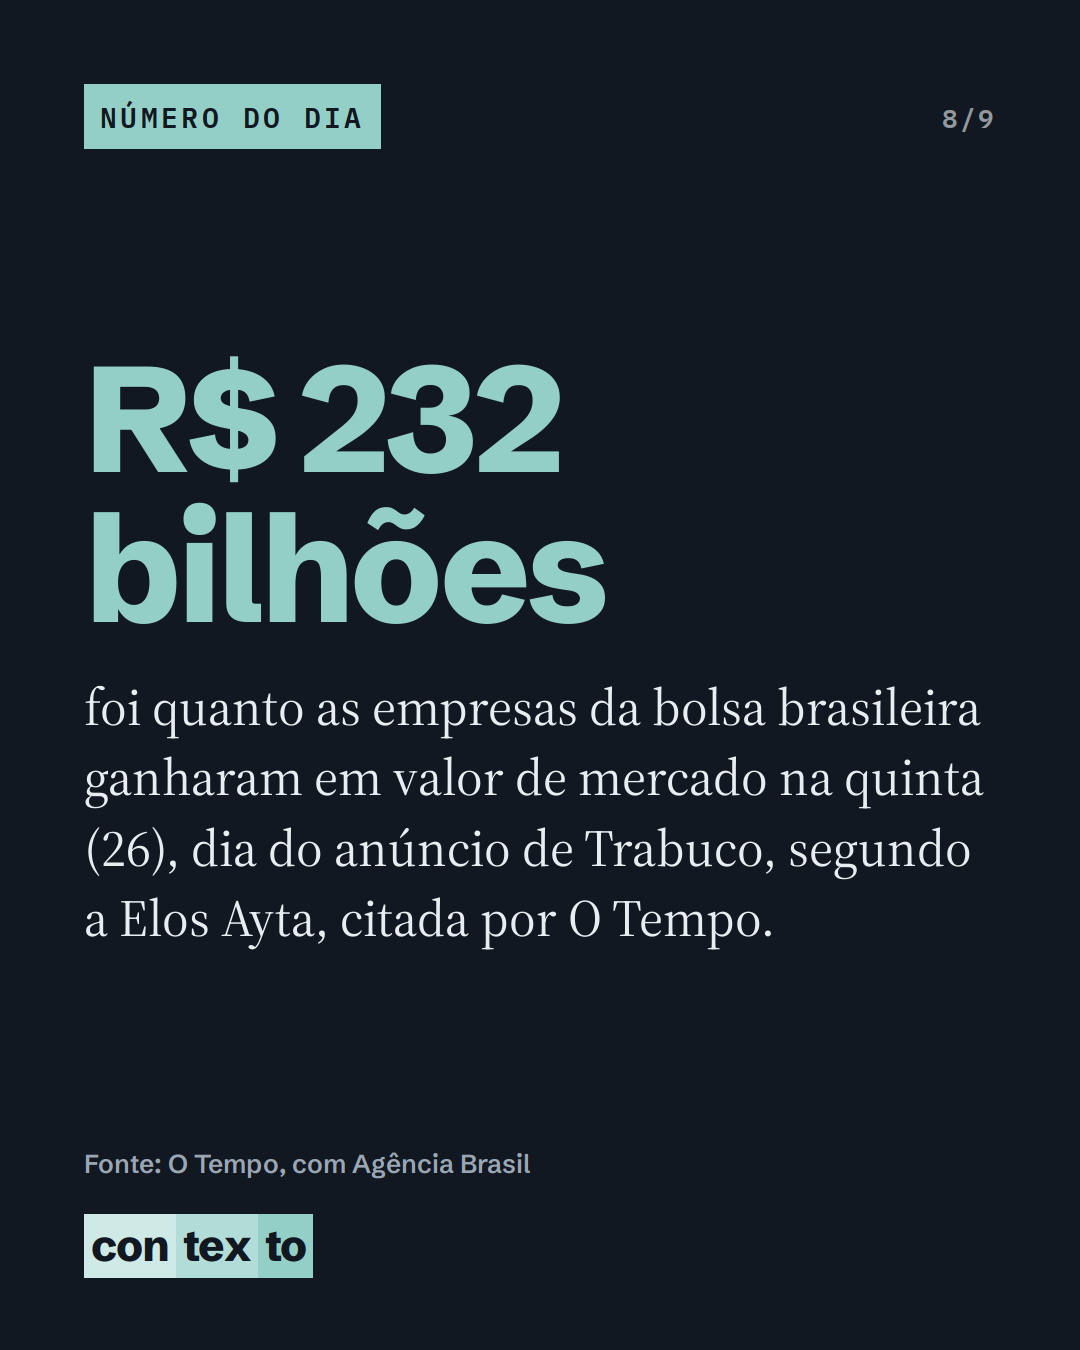 NÚMERO DO DIA
8/9
R$ 232
bilhões
foi quanto as empresas da bolsa brasileira
ganharam em valor de mercado na quinta
(26), dia do anúncio de Trabuco, segundo
a Elos Ayta, citada por O Tempo.
Fonte: O Tempo, com Agência Brasil
con tex to